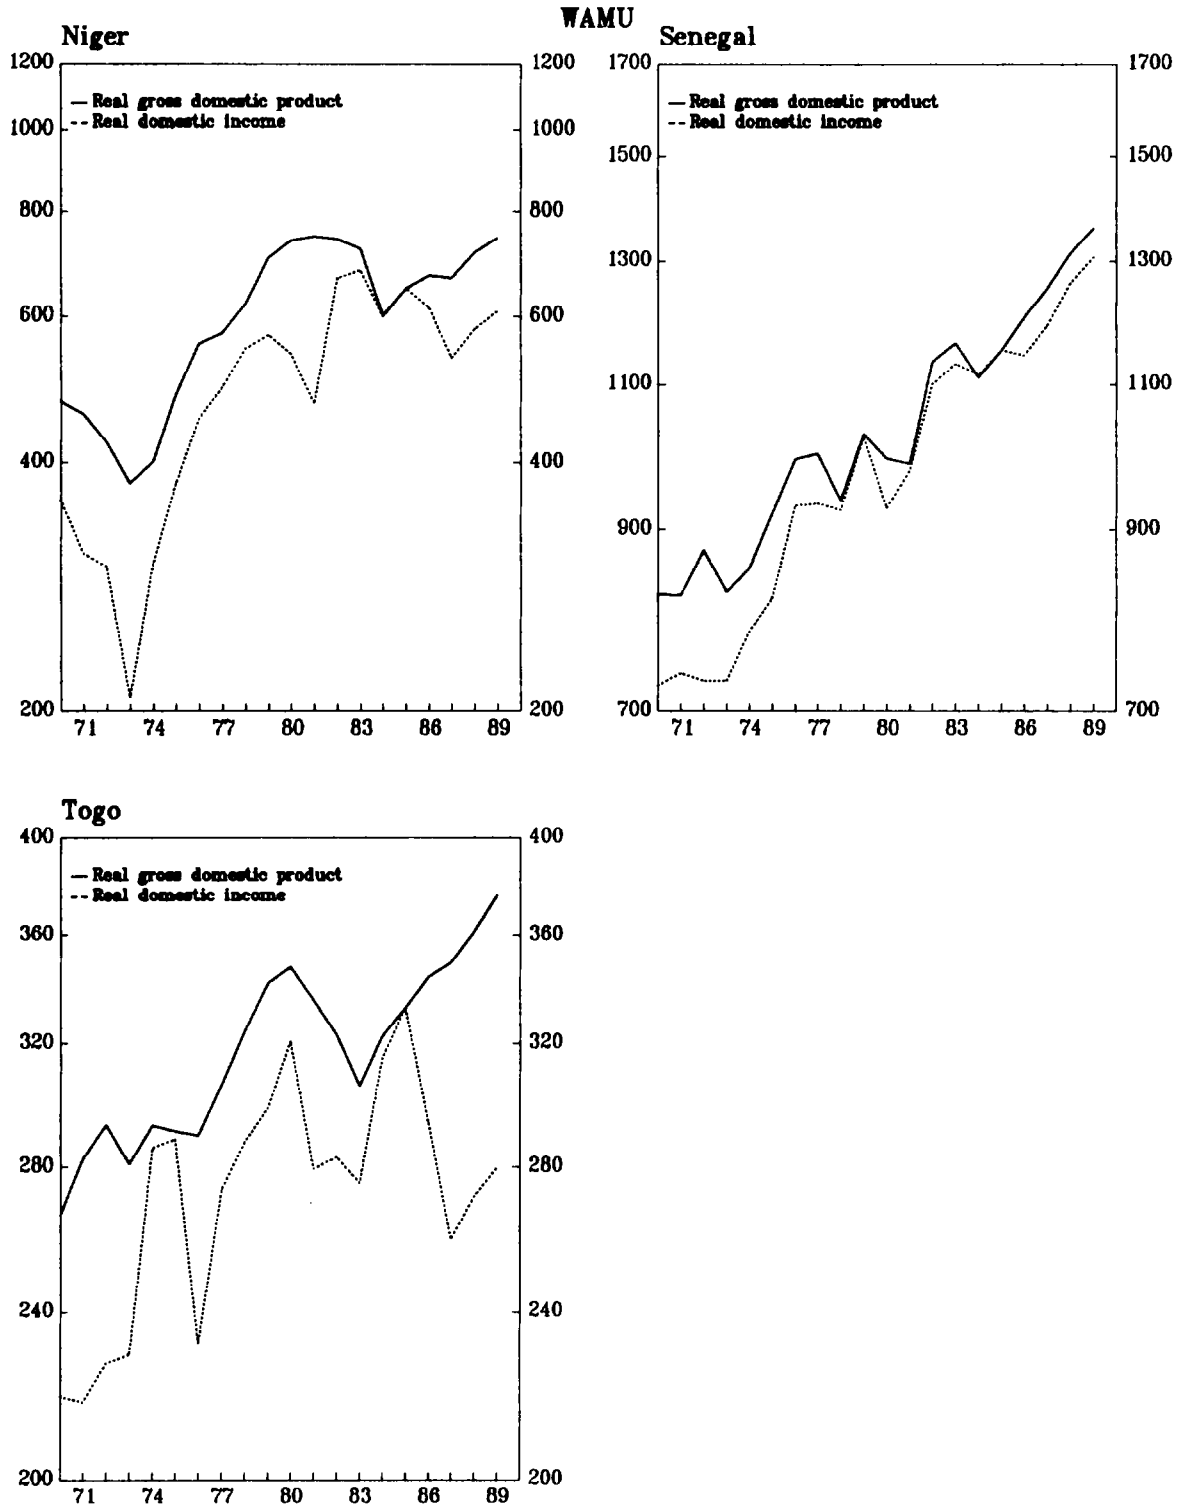 WAMU
Niger
1200 1200
— Real gross domestic product
-- Real domestic income
1000 1000
800 800
600 600
400 400
200 200
71 74 77 80 83 86 89
Senegal
1700 1700
— Real gross domestic product
-- Real domestic income
1500 1500
1300 1300
1100 1100
900 900
700 700
71 74 77 80 83 86 89
Togo
400 400
— Real gross domestic product
-- Real domestic income
360 360
320 320
280 280
240 240
200 200
71 74 77 80 83 86 89